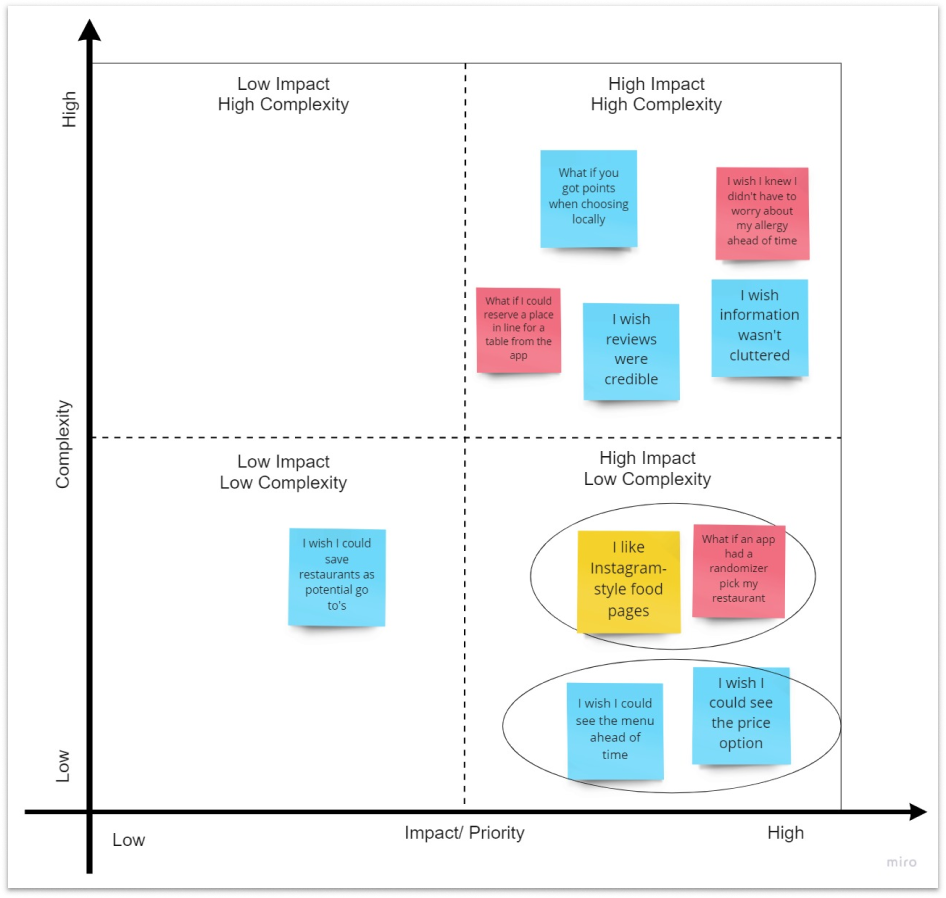 High
Low Impact
High Complexity
High Impact
High Complexity
What if you
got points
when choosing
locally
I wish I knew I
didn't have to
worry about
my allergy
ahead of time
What if I could
reserve a place
in line for a
table from the
app
I wish
reviews
were
credible
I wish
information
wasn't
cluttered
Complexity
Low Impact
Low Complexity
High Impact
Low Complexity
I wish I could
save
restaurants as
potential go
to's
I like
Instagram-
style food
pages
What if an app
had a
randomizer
pick my
restaurant
I wish I could
see the menu
ahead of
time
I wish I
could see
the price
option
Low
Low
Impact/ Priority
High
miro